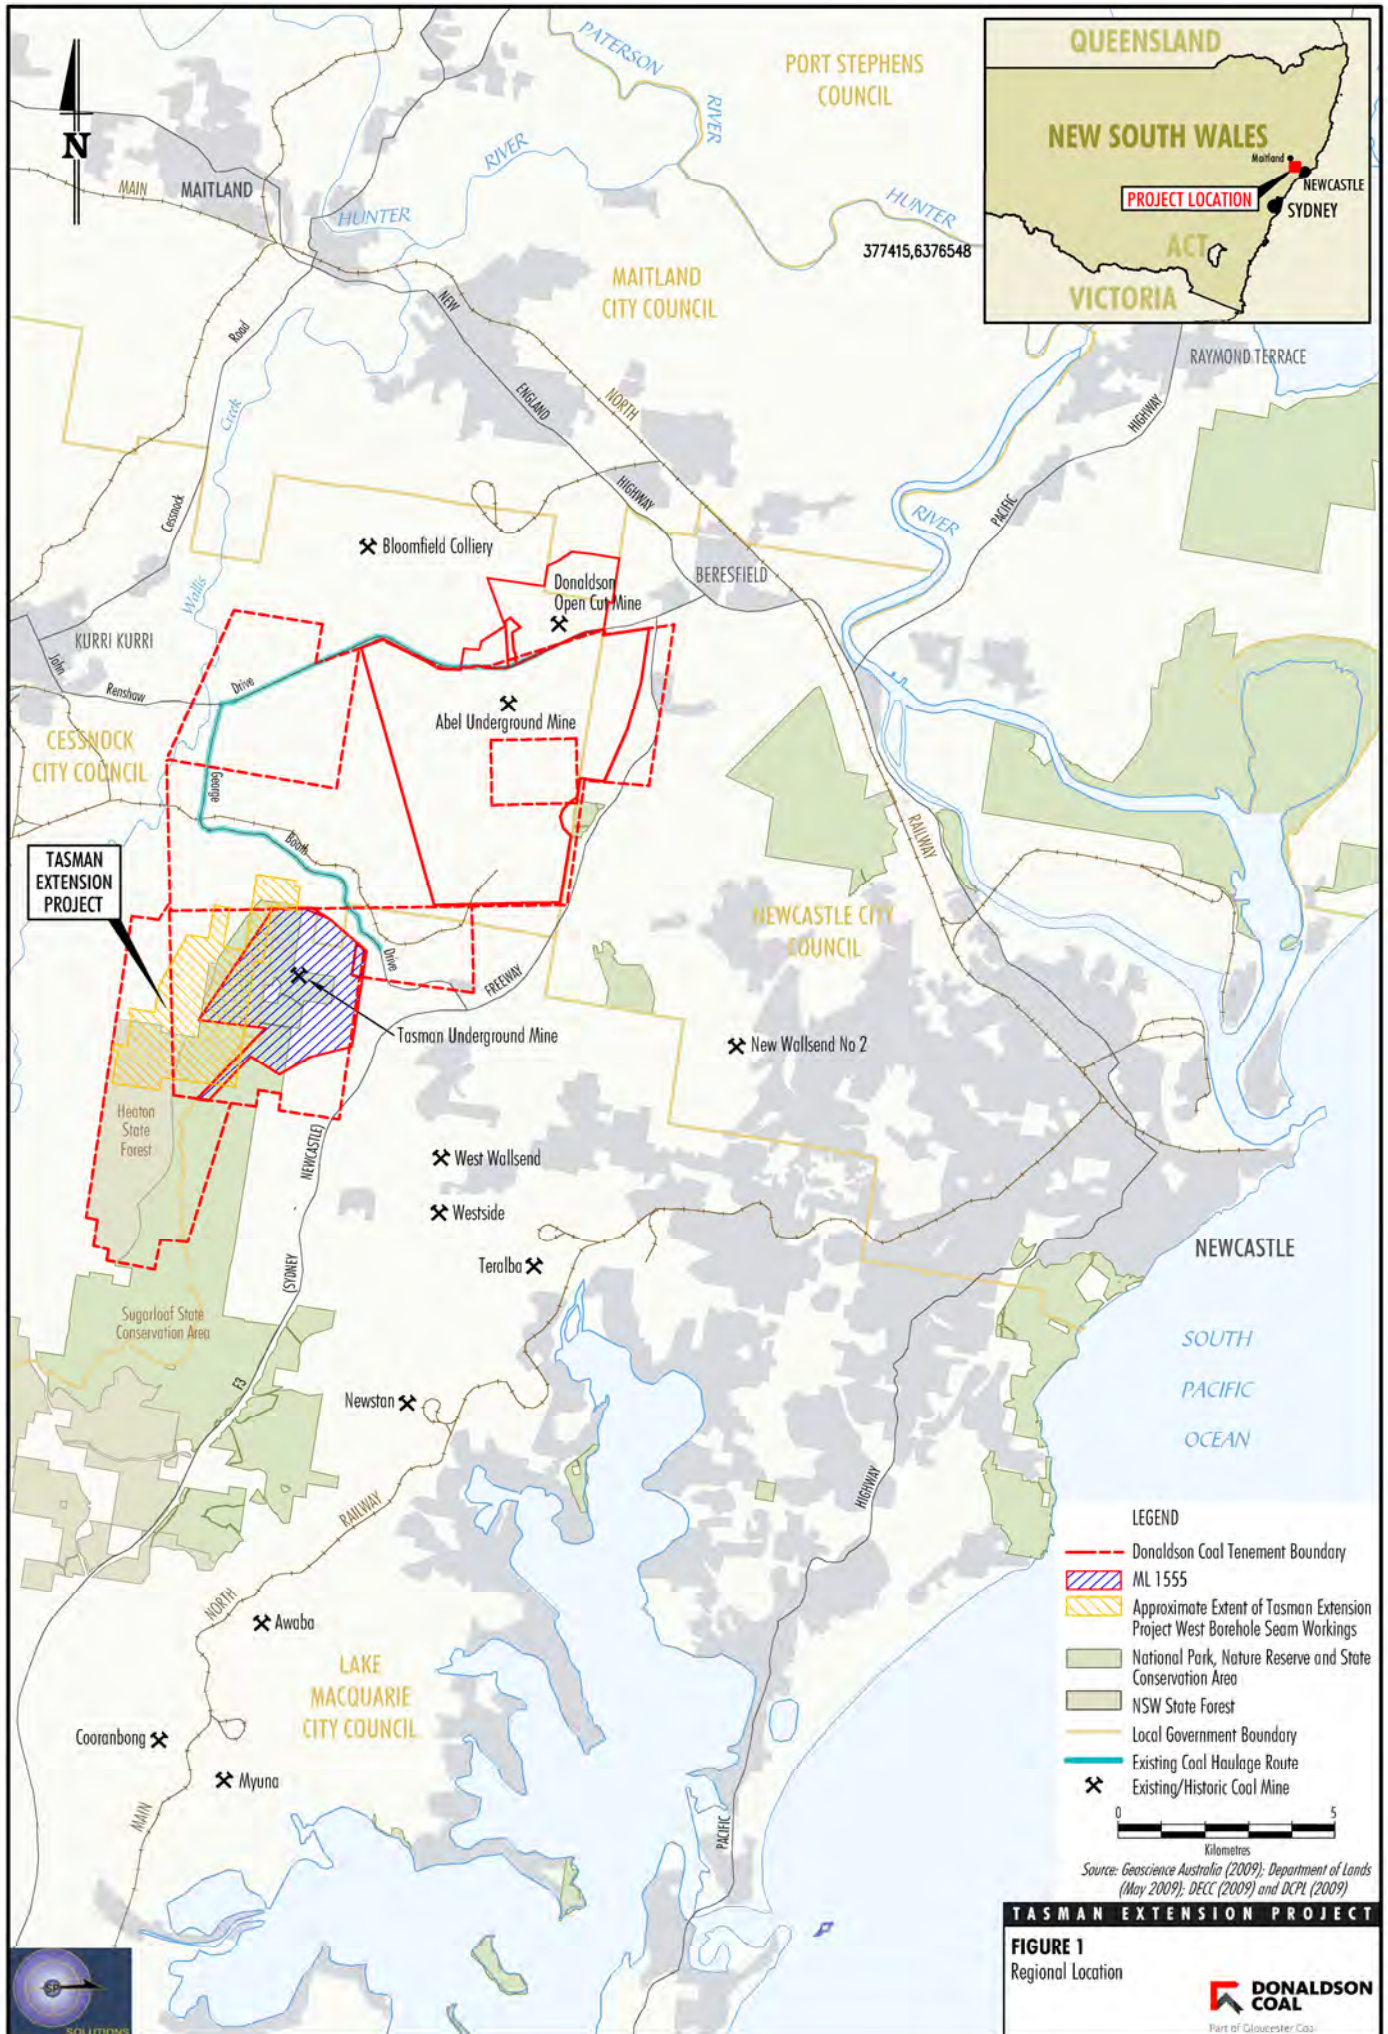 PATERSON
RIVER
PORT STEPHENS
COUNCIL
QUEENSLAND
NEW SOUTH WALES
Maitland
NEWCASTLE
PROJECT LOCATION
SYDNEY
ACT
VICTORIA
N
MAIN
MAITLAND
RIVER
HUNTER
HUNTER
377415,6376548
MAITLAND
CITY COUNCIL
NEW
ENGLAND
HIGHWAY
NORTH
Road
Creek
Cessnock
Wallis
RAYMOND TERRACE
HIGHWAY
PACIFIC
RIVER
Bloomfield Colliery
BERESFIELD
Donaldson
Open Cut Mine
KURRI KURRI
John
Renshaw
Drive
Abel Underground Mine
CESSNOCK
CITY COUNCIL
George
Booth
Drive
RAILWAY
TASMAN
EXTENSION
PROJECT
NEWCASTLE CITY
COUNCIL
FREEWAY
Tasman Underground Mine
New Wallsend No 2
Heaton
State
Forest
NEWCASTLE)
(SYDNEY
West Wallsend
Westside
Teralba
NEWCASTLE
Sugarloaf State
Conservation Area
F3
SOUTH
PACIFIC
OCEAN
Newstan
RAILWAY
HIGHWAY
NORTH
Awaba
LAKE
MACQUARIE
CITY COUNCIL
Cooranbong
Myuna
MAIN
PACIFIC
LEGEND
Donaldson Coal Tenement Boundary
ML 1555
Approximate Extent of Tasman Extension
Project West Borehole Seam Workings
National Park, Nature Reserve and State
Conservation Area
NSW State Forest
Local Government Boundary
Existing Coal Haulage Route
Existing/Historic Coal Mine
0 5
Kilometres
Source: Geoscience Australia (2009); Department of Lands
(May 2009); DECC (2009) and DCPL (2009)
TASMAN EXTENSION PROJECT
FIGURE 1
Regional Location
DONALDSON
COAL
Part of Gloucester Coal
SP
SOLUTIONS